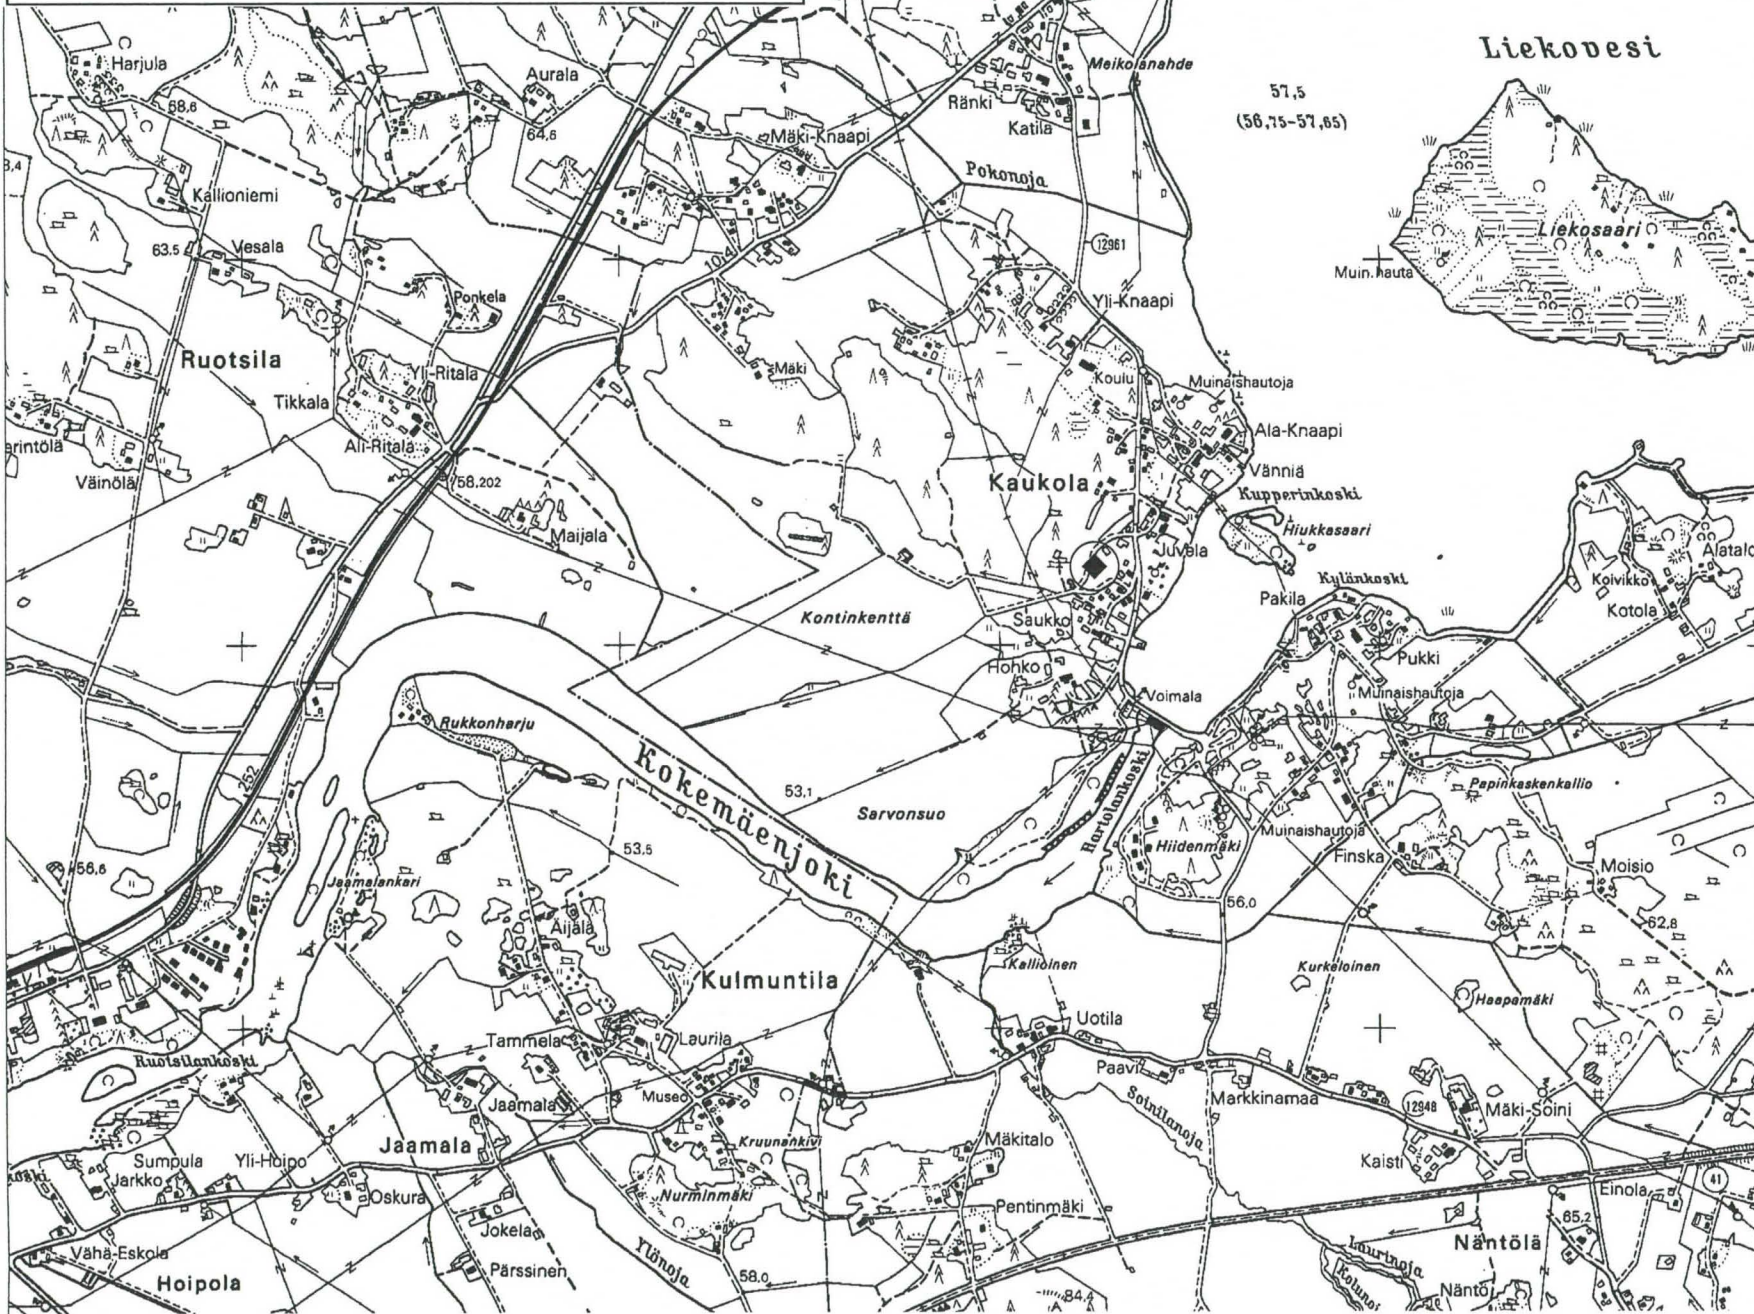 Liekovesi
Harjula
Aurala
Meikolanahde
68,6
64,6
Ränki
Katila
57,5
(56,75-57,65)
Mäki-Knaapi
3,4
Kallioniemi
Pokonoja
Liekosaari
Muin.hauta
63.5
Vesala
1014
12961
Ponkela
Yli-Knaapi
Ruotsila
Yli-Ritala
Mäki
Koulu
Muinaishautoja
Tikkala
Ali-Ritala
Ala-Knaapi
arintölä
Väinölä
58,202
Kaukola
Vänniä
Kupperinkoski
Hiukkasaari
Maijala
Juvela
Alatalo
Kylänkoski
Koivikko
Kotola
Pakila
Kontinkenttä
Saukko
Pukki
Hohko
Voimala
Muinaishautoja
Rukkonharju
Kokemäenjoki
252
53,1
Sarvonsuo
Hartolankoski
Papinkaskenkallio
Muinaishautoja
Hiidenmäki
Finska
53,5
56,6
Jaamalankari
Moisio
56.0
62,8
Äijälä
Kallioinen
Kurkeloinen
Kulmuntila
Haapamäki
Uotila
Tammela
Laurila
Ruotsilankoski
Paavi
Museo
Jaamala
Markkinamaa
12948
Mäki-Soini
Soinilanoja
Kruunankivi
Mäkitalo
Jaamala
Kaisti
Sumpula
Yli-Hoipo
Jarkko
Oskura
Nurminmäki
41
Einola
Pentinmäki
65,2
Jokela
Näntölä
Vähä-Eskola
Ylönoja
Laurinoja
Hoipola
Pärssinen
58.0
84.4
Näntö